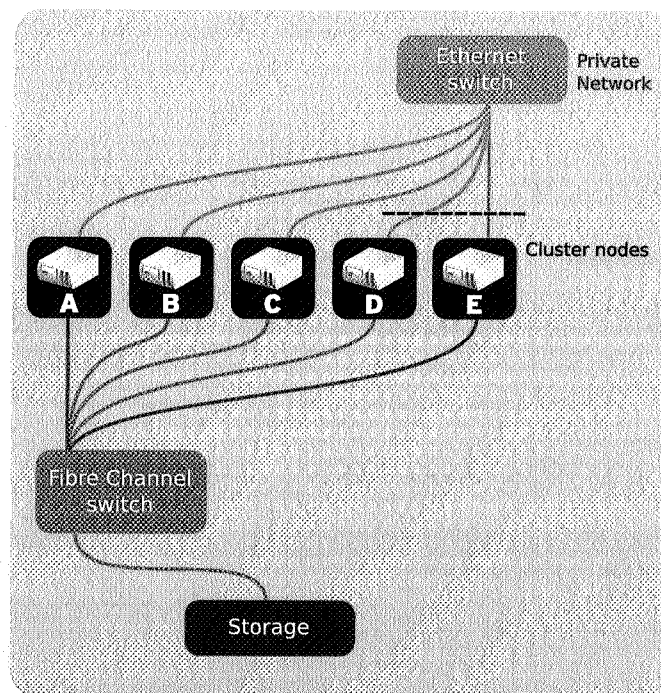 Ethernet
switch
Private
Network
Cluster nodes
A B C D E
Fibre Channel
switch
Storage